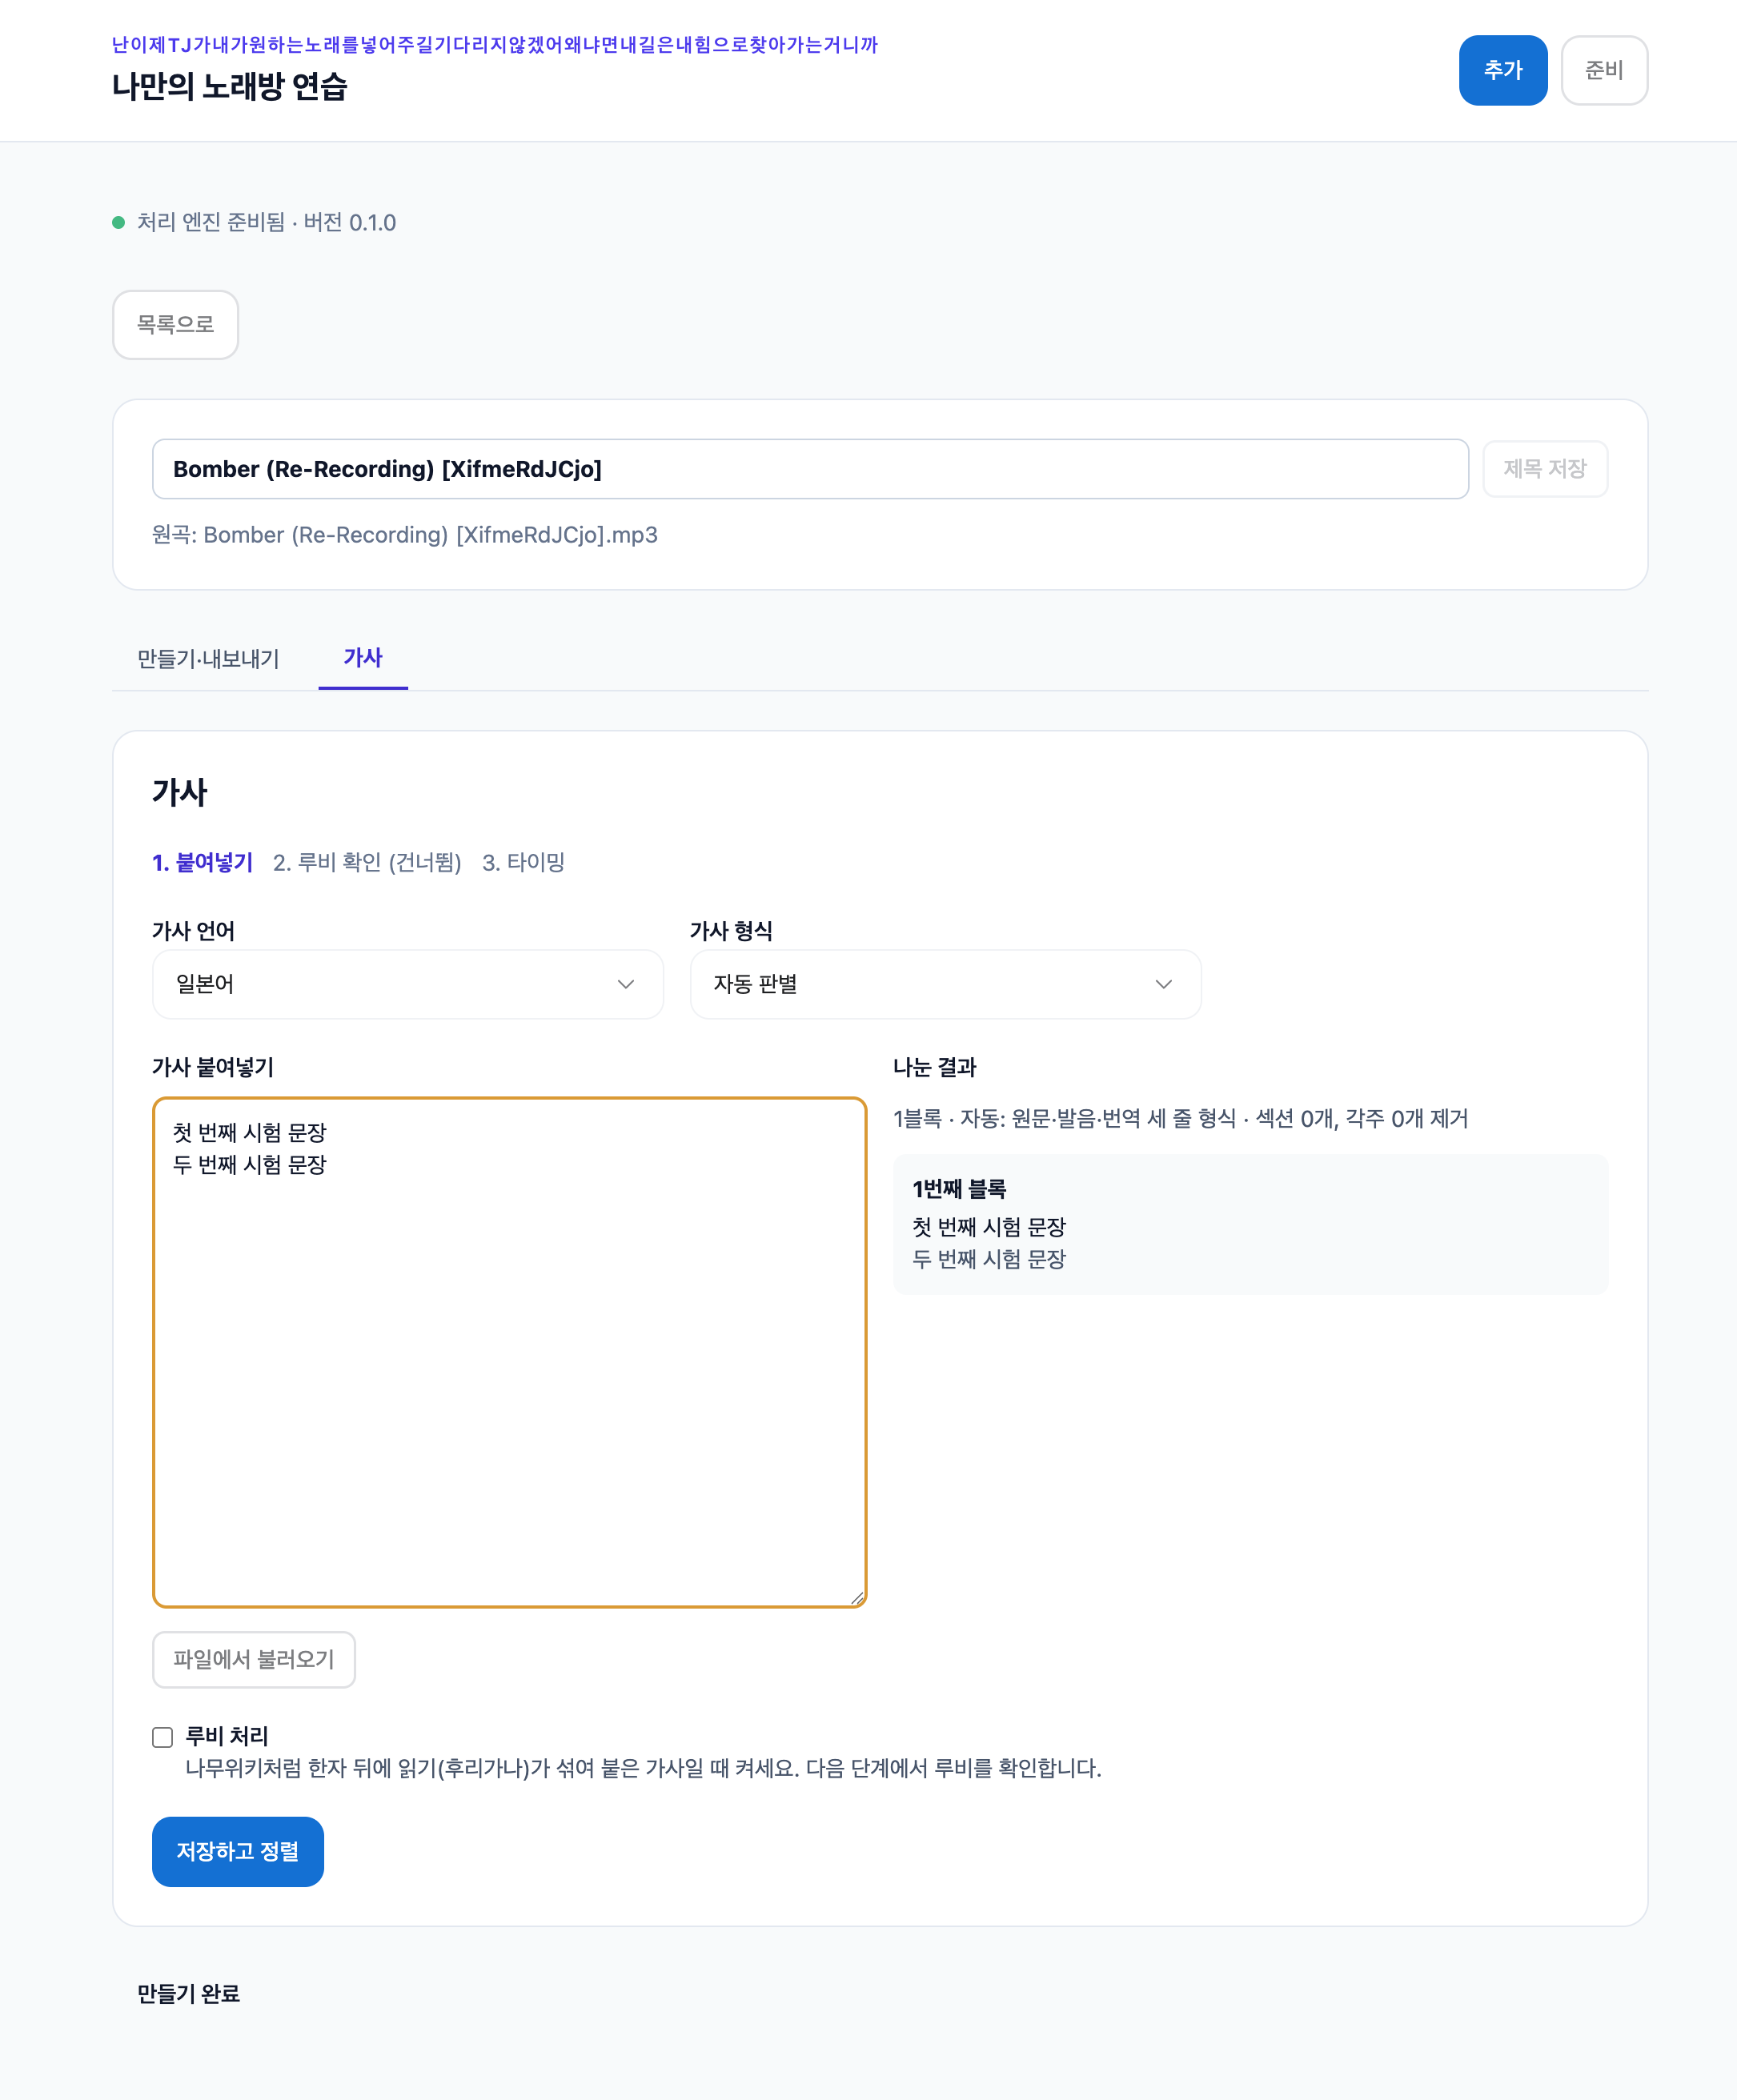 난이제TJ가내가원하는노래를넣어주길기다리지않겠어왜냐면내길은내힘으로찾아가는거니까
나만의 노래방 연습
추가
준비
처리 엔진 준비됨 · 버전 0.1.0
목록으로
Bomber (Re-Recording) [XifmeRdJCjo]
제목 저장
원곡: Bomber (Re-Recording) [XifmeRdJCjo].mp3
만들기·내보내기
가사
가사
1. 붙여넣기 2. 루비 확인 (건너뜀) 3. 타이밍
가사 언어
일본어
가사 형식
자동 판별
가사 붙여넣기
첫 번째 시험 문장
두 번째 시험 문장
나눈 결과
1블록 · 자동: 원문·발음·번역 세 줄 형식 · 섹션 0개, 각주 0개 제거
1번째 블록
첫 번째 시험 문장
두 번째 시험 문장
파일에서 불러오기
루비 처리
나무위키처럼 한자 뒤에 읽기(후리가나)가 섞여 붙은 가사일 때 켜세요. 다음 단계에서 루비를 확인합니다.
저장하고 정렬
만들기 완료